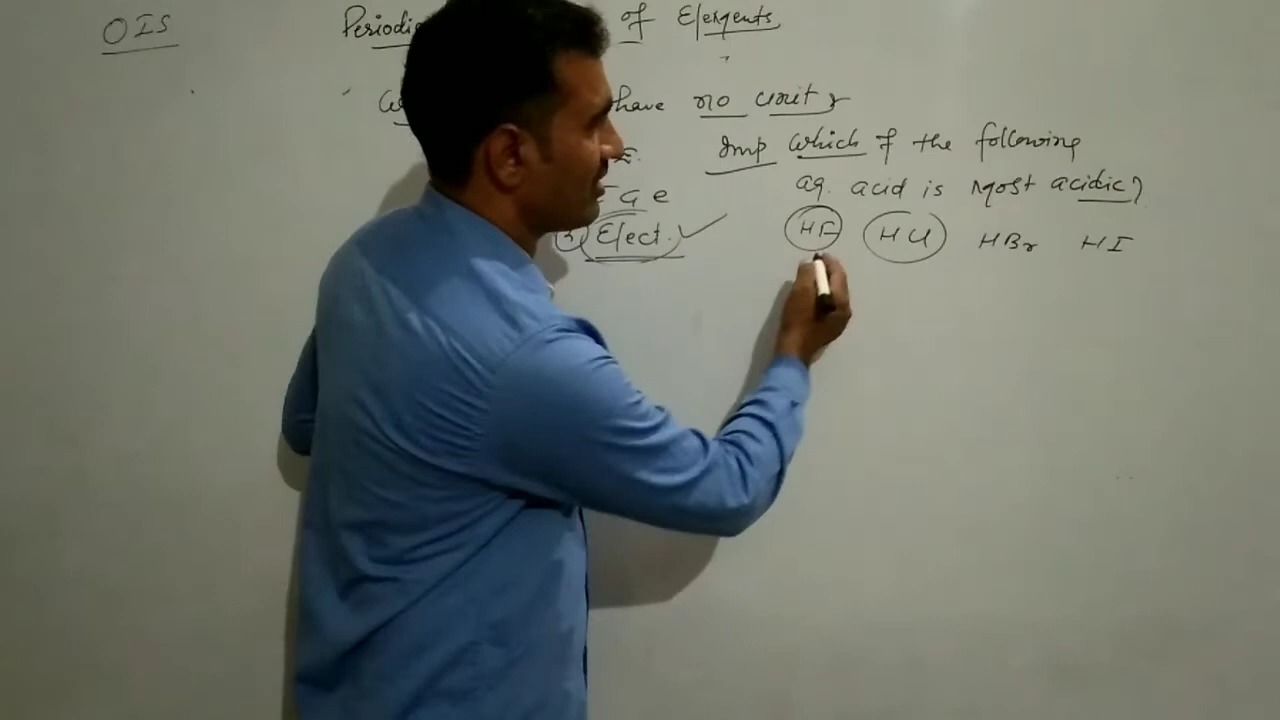 OIS
Periodic of Elements
have no unit?
Imp Which of the following
aq. acid is most acidic?
Elect. HF HCl HBr HI